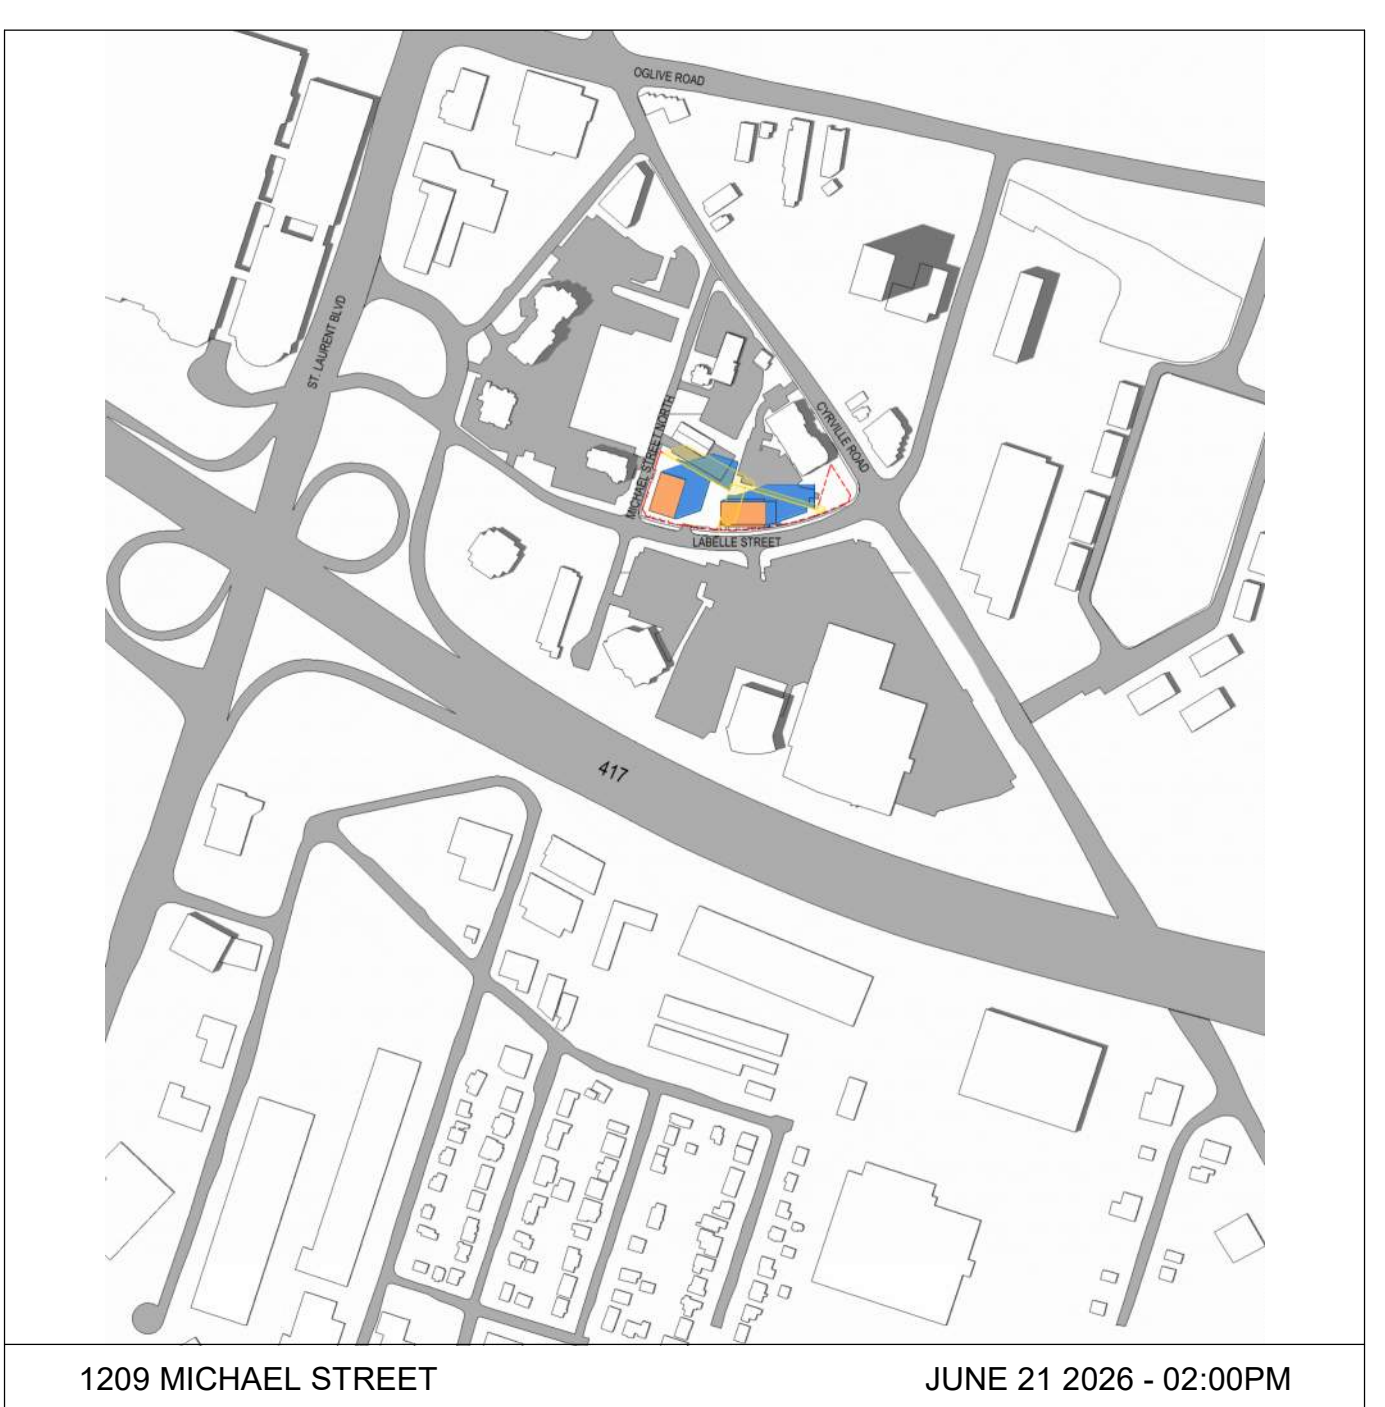 OGLIVE ROAD
ST. LAURENT BLVD
MICHAEL STREET NORTH
CYRVILLE ROAD
LABELLE STREET
417
1209 MICHAEL STREET
JUNE 21 2026 - 02:00PM